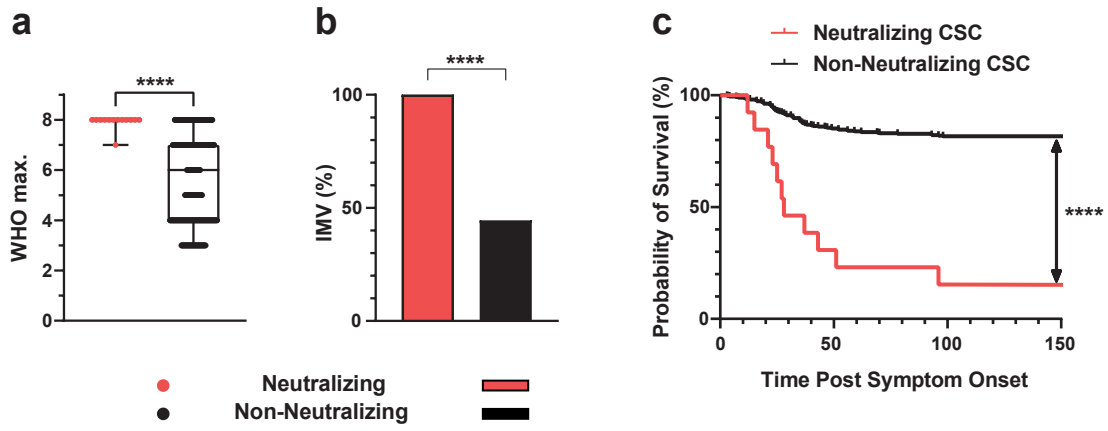 a
****
8
6
4
2
0
WHO max.
b
****
100
50
0
IMV (%)
c
Neutralizing CSC
Non-Neutralizing CSC
100
50
0
Probability of Survival (%)
****
0
50
100
150
Time Post Symptom Onset
Neutralizing
Non-Neutralizing